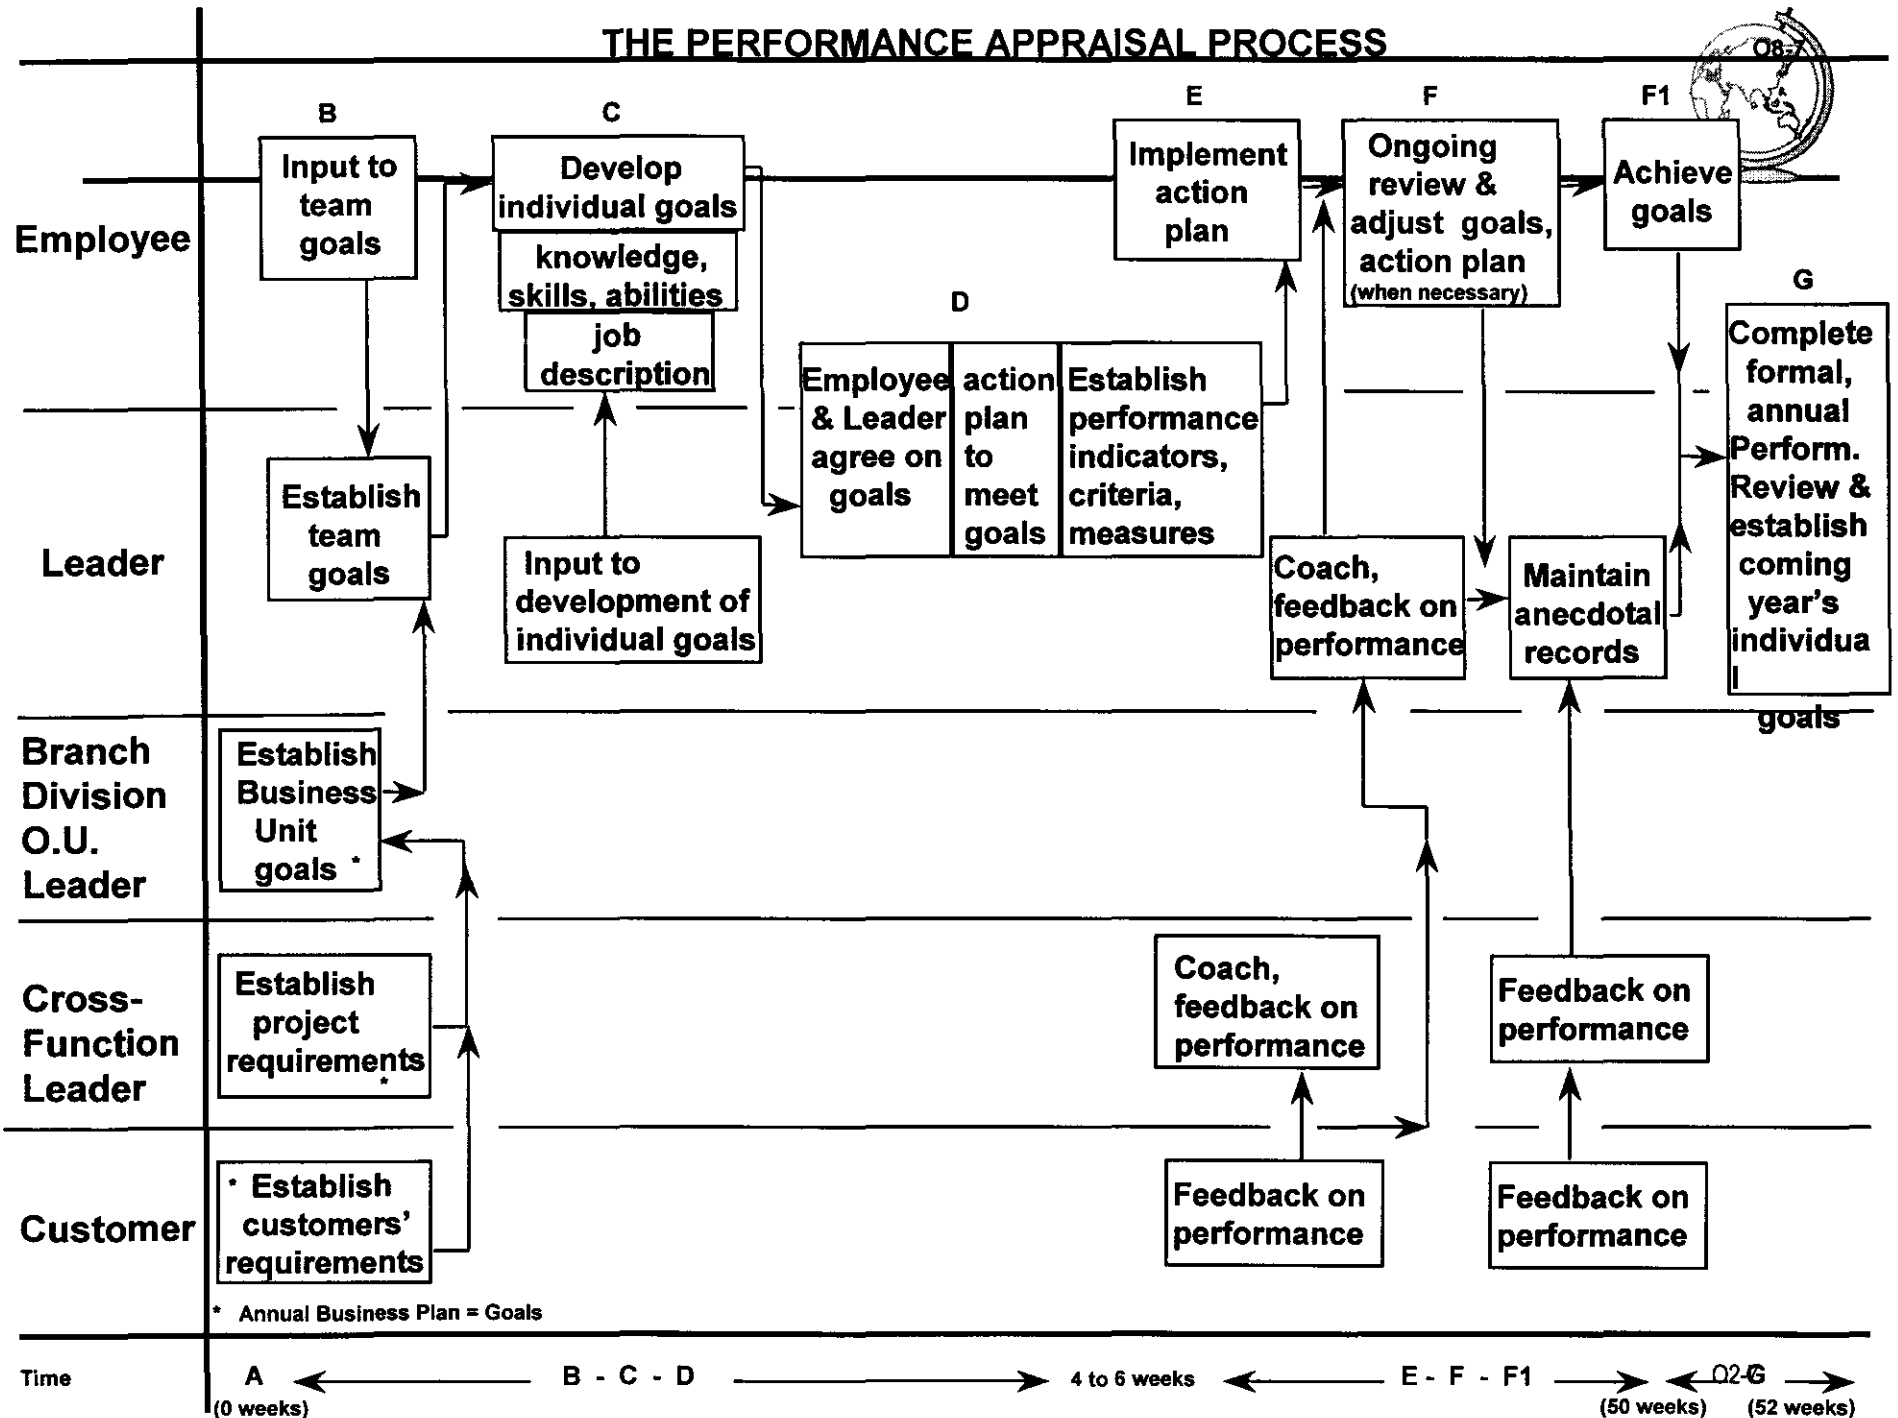 THE PERFORMANCE APPRAISAL PROCESS
O8-7
B
C
E
F
F1
Employee
Input to
team
goals
Develop
individual goals
knowledge,
skills, abilities
job
description
Implement
action
plan
Ongoing
review &
adjust goals,
action plan
(when necessary)
Achieve
goals
D
G
Employee
& Leader
agree on
goals
action
plan
to
meet
goals
Establish
performance
indicators,
criteria,
measures
Complete
formal,
annual
Perform.
Review &
establish
coming
year's
individua
l
goals
Leader
Establish
team
goals
Input to
development of
individual goals
Coach,
feedback on
performance
Maintain
anecdotal
records
Branch
Division
O.U.
Leader
Establish
Business
Unit
goals *
Cross-
Function
Leader
Establish
project
requirements
*
Coach,
feedback on
performance
Feedback on
performance
Customer
* Establish
customers'
requirements
Feedback on
performance
Feedback on
performance
* Annual Business Plan = Goals
Time
A
(0 weeks)
B - C - D
4 to 6 weeks
E - F - F1
(50 weeks)
G
(52 weeks)